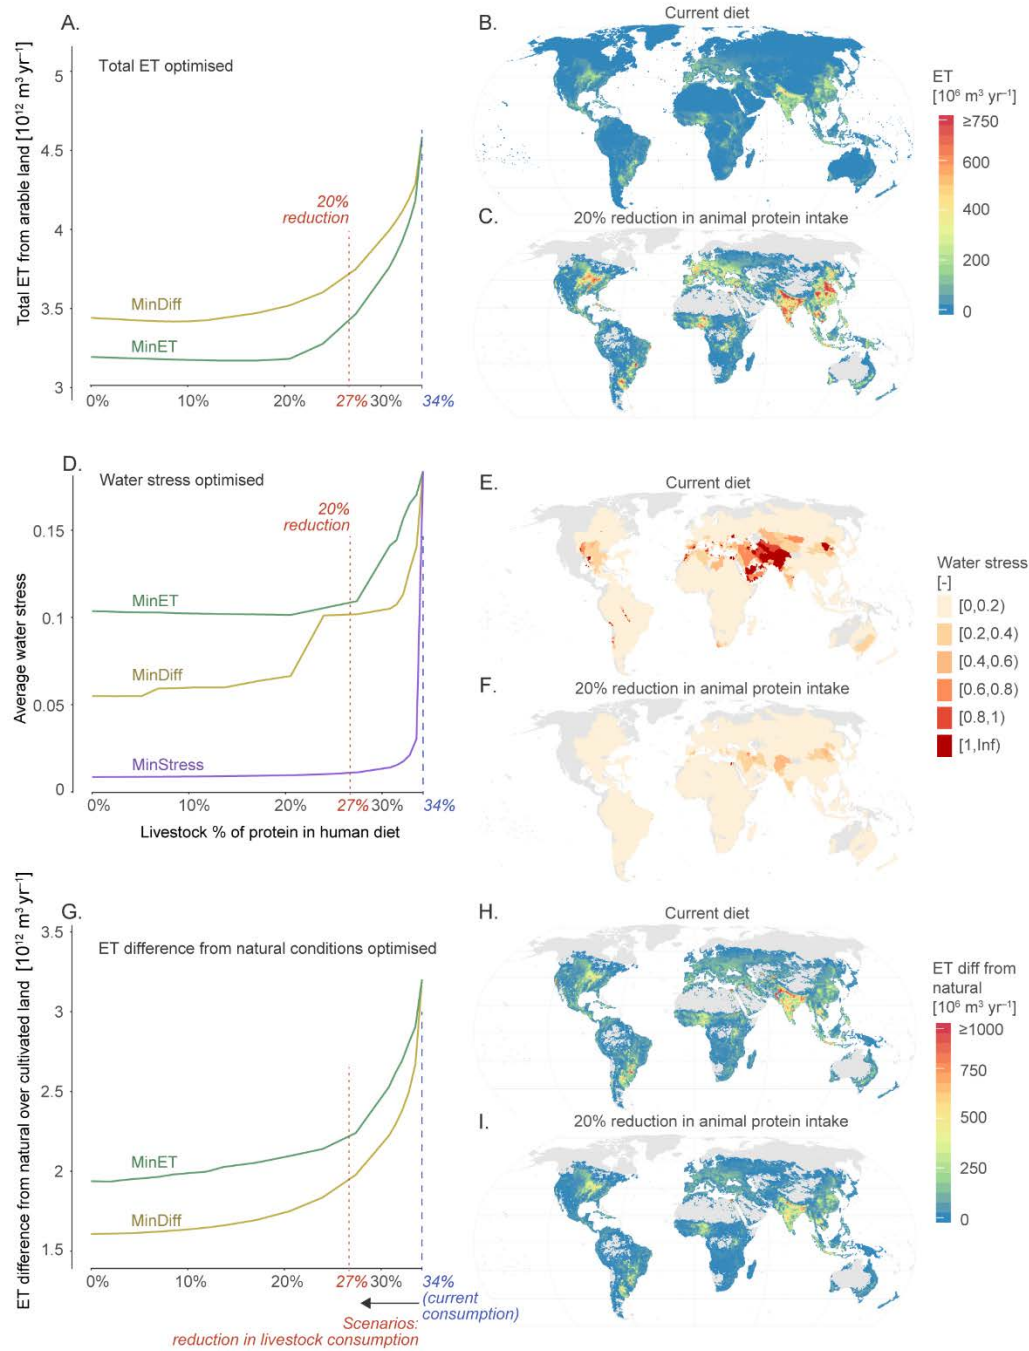 A.
Total ET from arable land [10¹² m³ yr⁻¹]
Total ET optimised
5
4.5
4
3.5
3
20%
reduction
MinDiff
MinET
0%
10%
20%
27%
30%
34%
B.
Current diet
C.
20% reduction in animal protein intake
ET
[10⁶ m³ yr⁻¹]
≥750
600
400
200
0
D.
Average water stress
Water stress optimised
0.15
0.1
0.05
0
20%
reduction
MinET
MinDiff
MinStress
0%
10%
20%
27%
30%
34%
Livestock % of protein in human diet
E.
Current diet
F.
20% reduction in animal protein intake
Water stress
[-]
[0,0.2)
[0.2,0.4)
[0.4,0.6)
[0.6,0.8)
[0.8,1)
[1,Inf)
G.
ET difference from natural over cultivated land [10¹² m³ yr⁻¹]
ET difference from natural conditions optimised
3.5
3
2.5
2
1.5
MinET
MinDiff
0%
10%
20%
27%
30%
34%
(current
consumption)
Scenarios:
reduction in livestock consumption
H.
Current diet
I.
20% reduction in animal protein intake
ET diff from
natural
[10⁶ m³ yr⁻¹]
≥1000
750
500
250
0